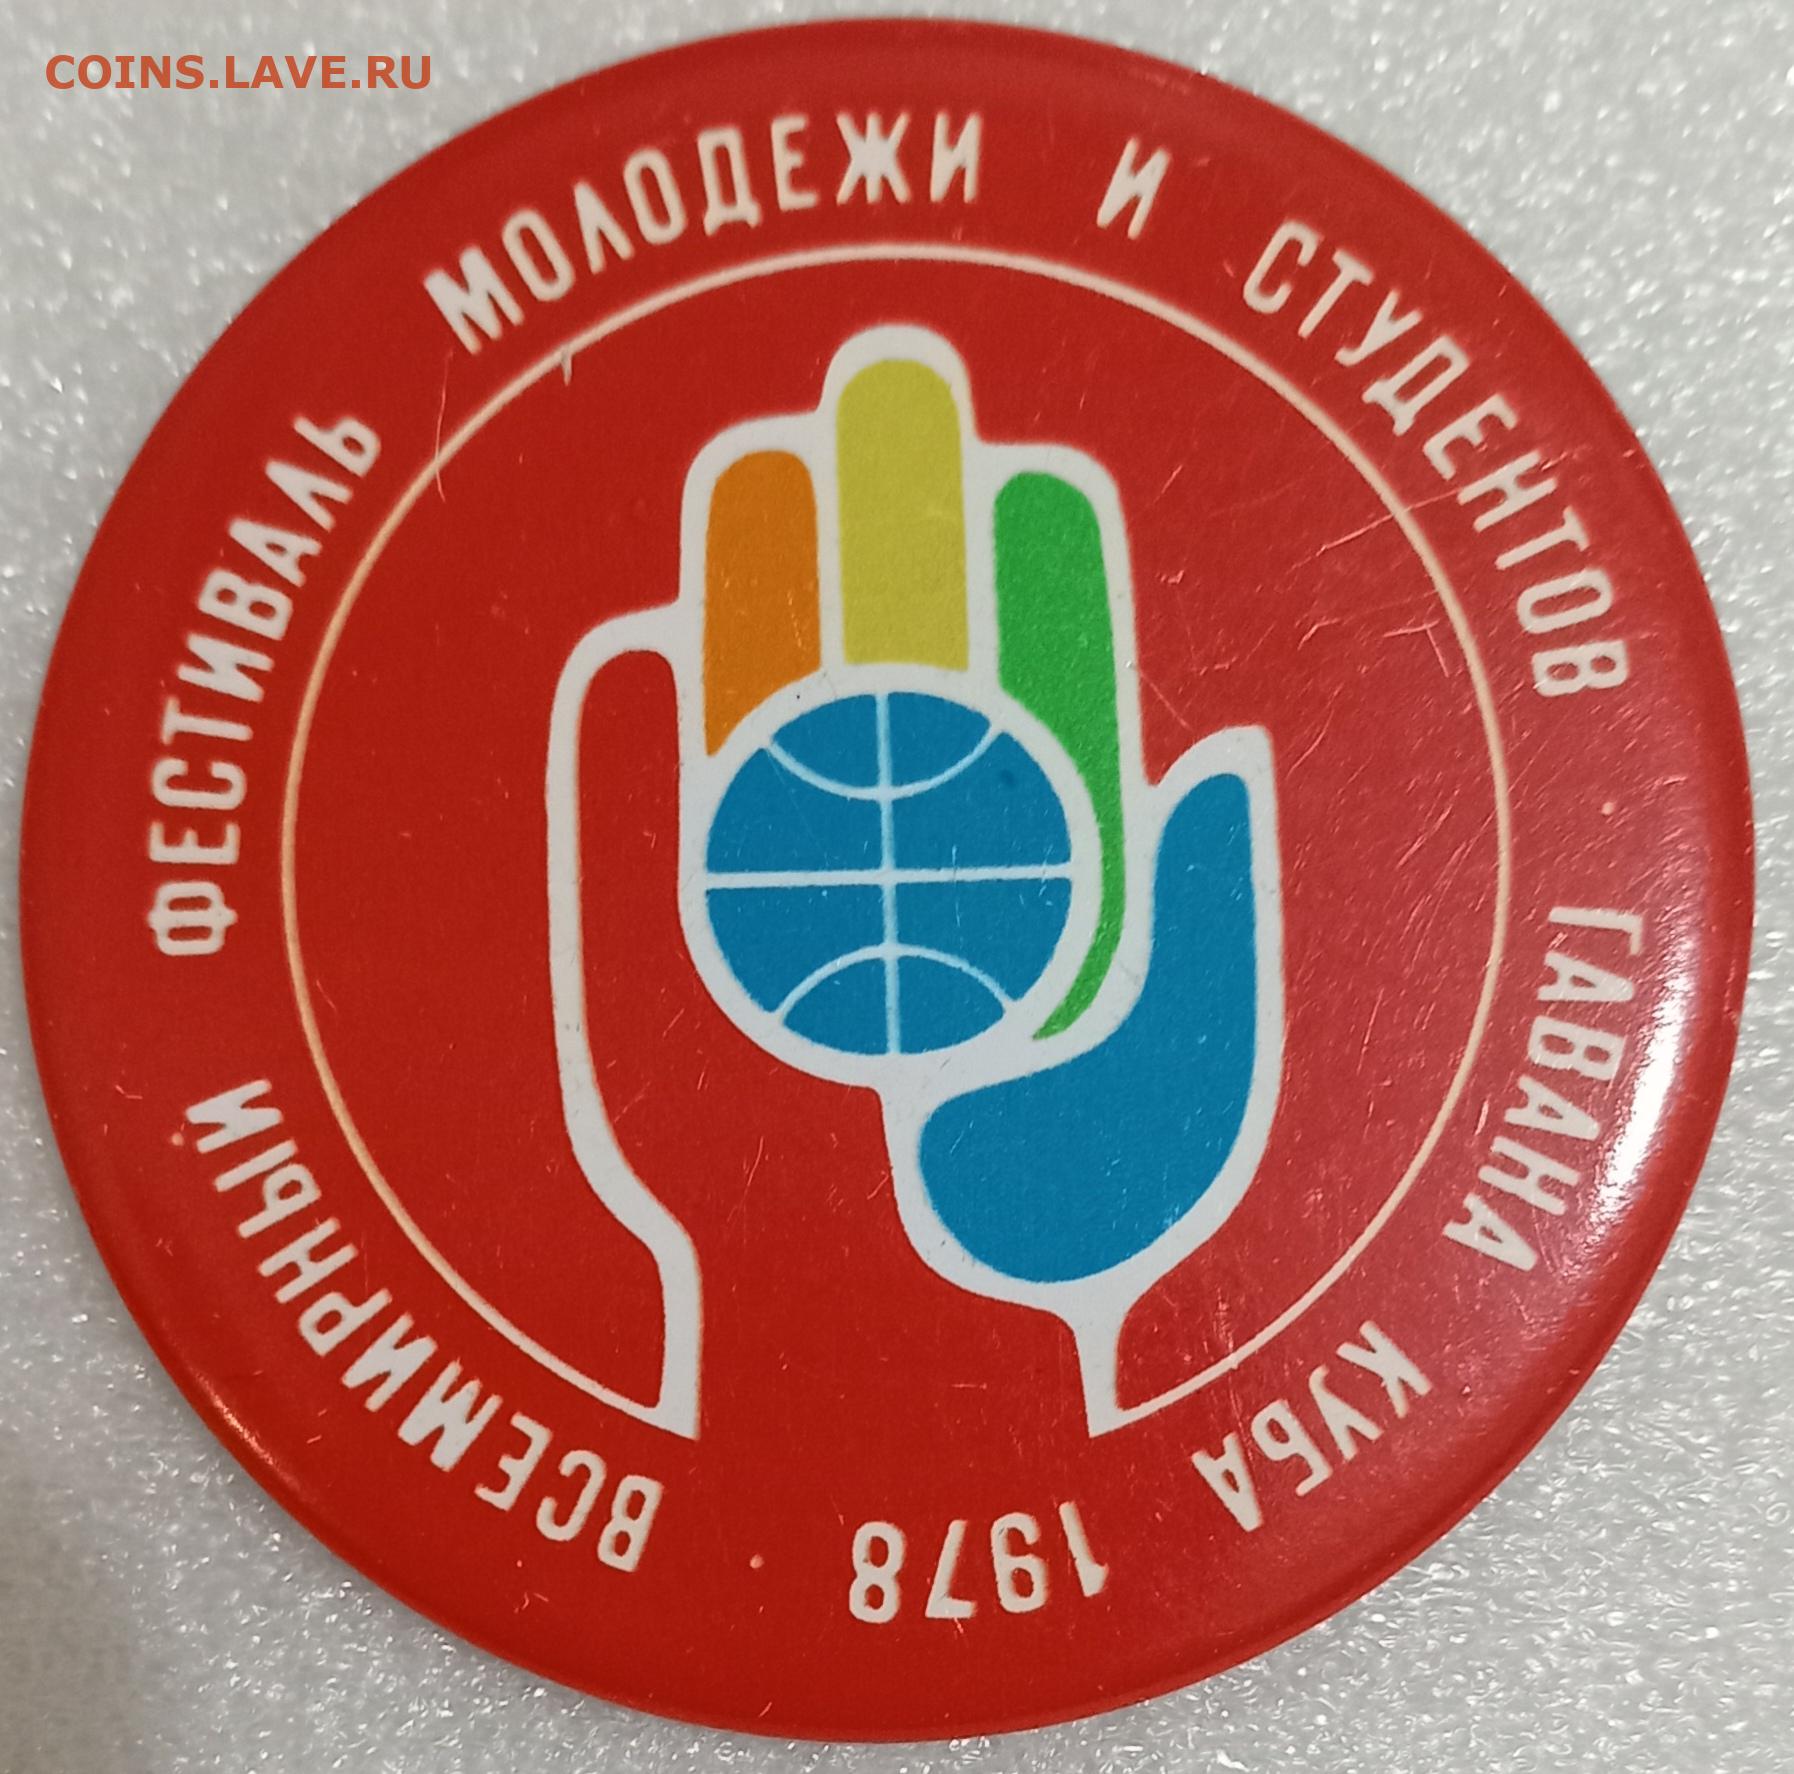 COINS.LAVE.RU
ВСЕМИРНЫЙ ФЕСТИВАЛЬ МОЛОДЕЖИ И СТУДЕНТОВ · ГАВАНА КУБА 1978 ·